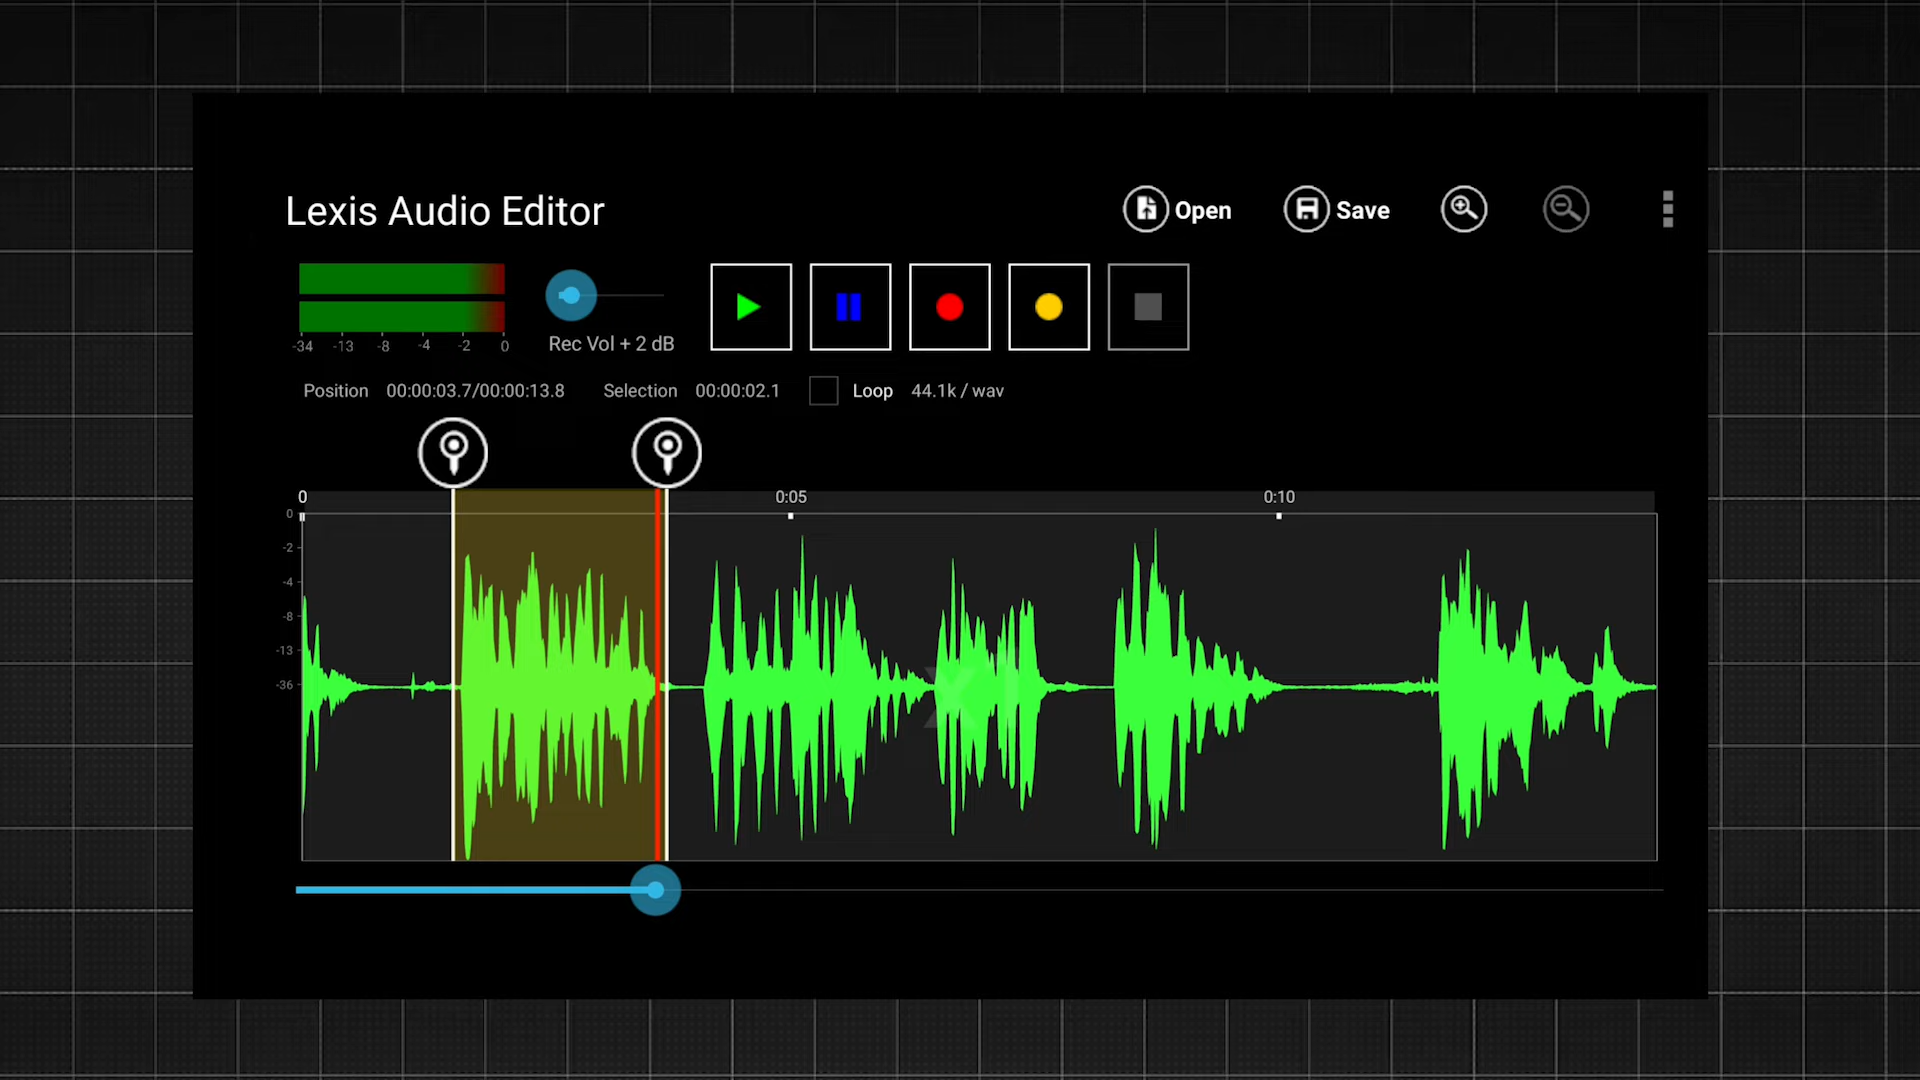 Lexis Audio Editor
Open
Save
-34 -13 -8 -4 -2 0
Rec Vol + 2 dB
Position 00:00:03.7/00:00:13.8 Selection 00:00:02.1 Loop 44.1k / wav
0 0:05 0:10
0
-2
-4
-8
-13
-36